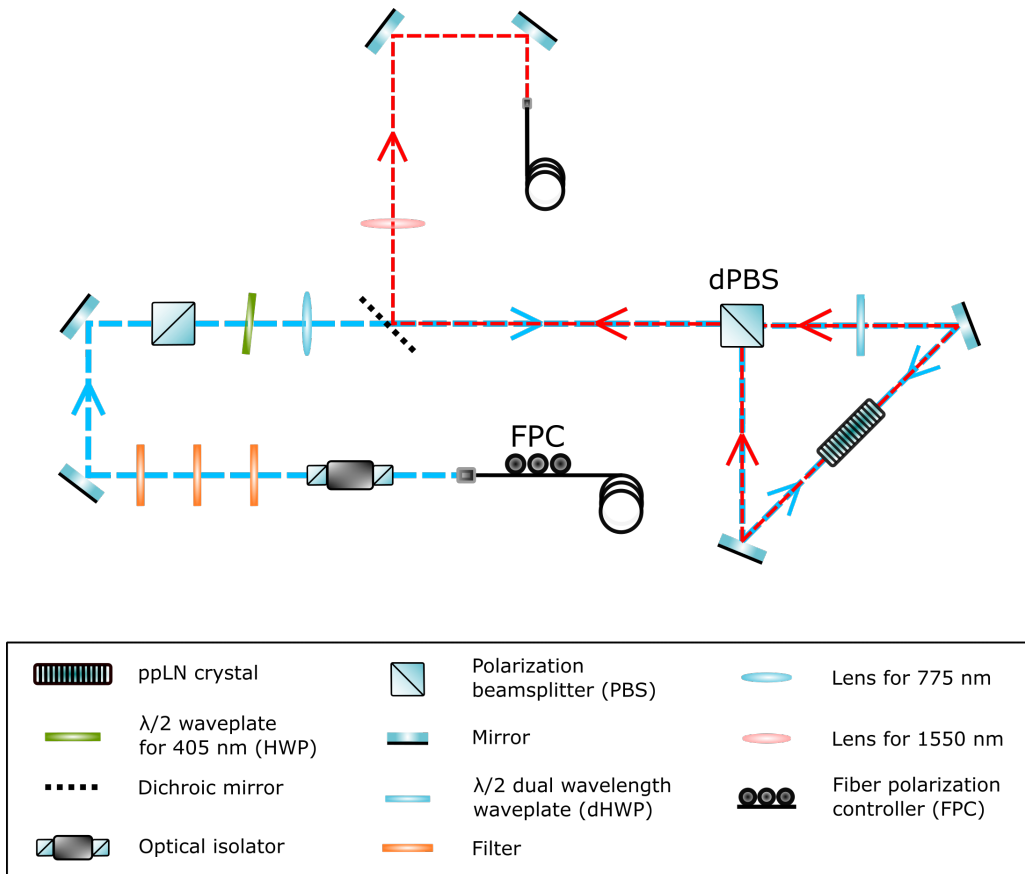 dPBS
FPC
ppLN crystal
λ/2 waveplate
for 405 nm (HWP)
Dichroic mirror
Optical isolator
Polarization
beamsplitter (PBS)
Mirror
λ/2 dual wavelength
waveplate (dHWP)
Filter
Lens for 775 nm
Lens for 1550 nm
Fiber polarization
controller (FPC)